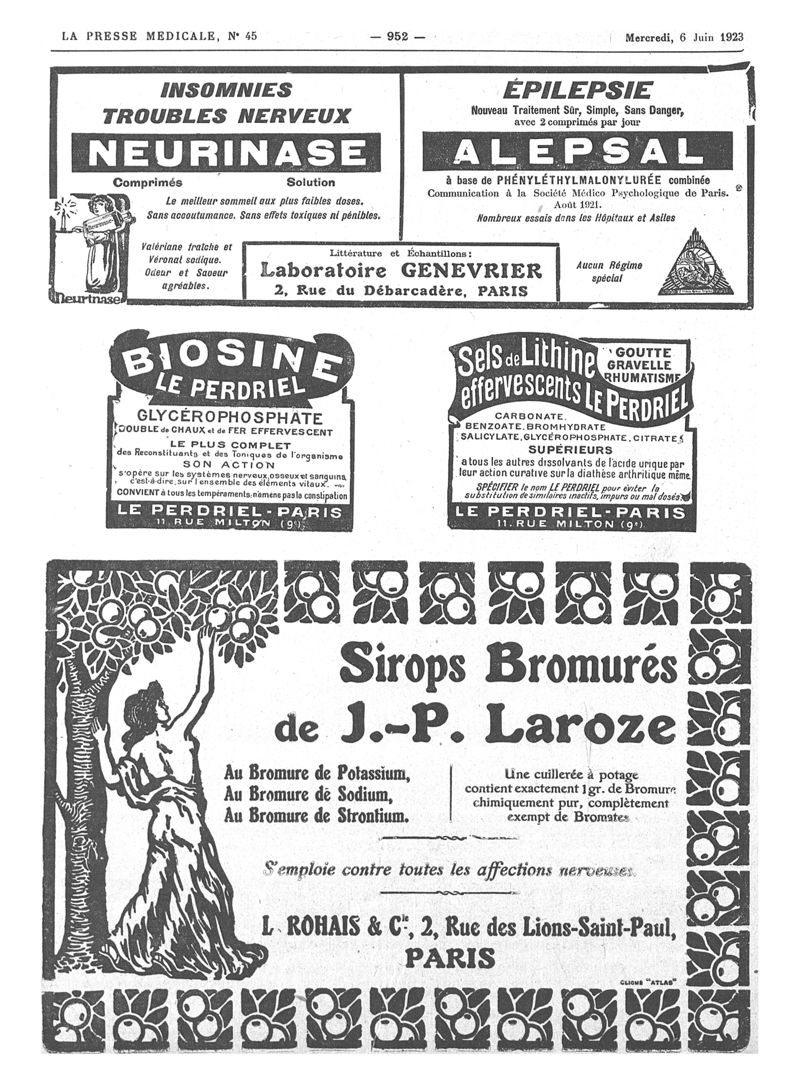 LA PRESSE MEDICALE, N° 45
— 952 —
Mercredi, 6 Juin 1923
INSOMNIES
TROUBLES NERVEUX
NEURINASE
Comprimés Solution
Le meilleur sommeil aux plus faibles doses.
Sans accoutumance. Sans effets toxiques ni pénibles.
Valériane fraîche et
Véronal sodique.
Odeur et Saveur
agréables.
Neurinase
ÉPILEPSIE
Nouveau Traitement Sûr, Simple, Sans Danger,
avec 2 comprimés par jour
ALEPSAL
à base de PHÉNYLÉTHYLMALONYLURÉE combinée
Communication à la Société Médico Psychologique de Paris.
Août 1921.
Nombreux essais dans les Hôpitaux et Asiles
Aucun Régime
spécial
Littérature et Échantillons:
Laboratoire GENEVRIER
2, Rue du Débarcadère, PARIS
BIOSINE
LE PERDRIEL
GLYCÉROPHOSPHATE
DOUBLE de CHAUX et de FER EFFERVESCENT
LE PLUS COMPLET
des Reconstituants et des Toniques de l'organisme
SON ACTION
s'opère sur les systèmes nerveux, osseux et sanguins
c'est-à-dire, sur l'ensemble des éléments vitaux.
CONVIENT à tous les tempéraments; n'amène pas la constipation
LE PERDRIEL-PARIS
11, RUE MILTON (9e).
Sels de Lithine
effervescents LE PERDRIEL
GOUTTE
GRAVELLE
RHUMATISME
CARBONATE,
BENZOATE, BROMHYDRATE
SALICYLATE, GLYCÉROPHOSPHATE, CITRATE
SUPÉRIEURS
a tous les autres dissolvants de l'acide urique par
leur action curative sur la diathèse arthritique même
SPÉCIFIER le nom LE PERDRIEL pour éviter la
substitution de similaires inactifs, impurs ou mal dosés
LE PERDRIEL-PARIS
11, RUE MILTON (9e).
Sirops Bromurés
de J.-P. Laroze
Au Bromure de Potassium,
Au Bromure de Sodium,
Au Bromure de Strontium.
Une cuillerée à potage
contient exactement 1 gr. de Bromure
chimiquement pur, complètement
exempt de Bromates
S'emploie contre toutes les affections nerveuses.
L. ROHAIS & Cie, 2, Rue des Lions-Saint-Paul,
PARIS
CLICHÉ "ATLAS"